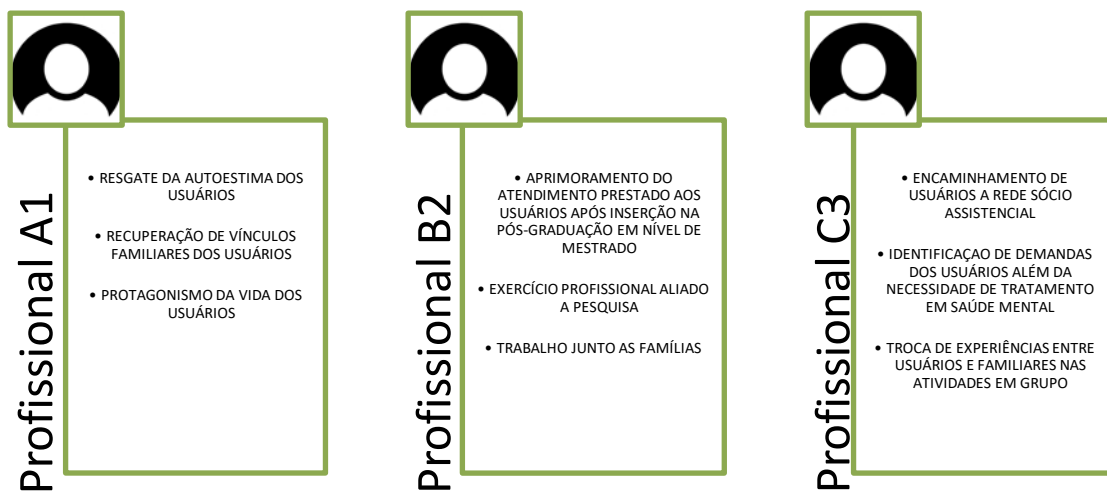 Profissional A1
• RESGATE DA AUTOESTIMA DOS
USUÁRIOS
• RECUPERAÇÃO DE VÍNCULOS
FAMILIARES DOS USUÁRIOS
• PROTAGONISMO DA VIDA DOS
USUÁRIOS
Profissional B2
• APRIMORAMENTO DO
ATENDIMENTO PRESTADO AOS
USUÁRIOS APÓS INSERÇÃO NA
PÓS-GRADUAÇÃO EM NÍVEL DE
MESTRADO
• EXERCÍCIO PROFISSIONAL ALIADO
A PESQUISA
• TRABALHO JUNTO AS FAMÍLIAS
Profissional C3
• ENCAMINHAMENTO DE
USUÁRIOS A REDE SÓCIO
ASSISTENCIAL
• IDENTIFICAÇAO DE DEMANDAS
DOS USUÁRIOS ALÉM DA
NECESSIDADE DE TRATAMENTO
EM SAÚDE MENTAL
• TROCA DE EXPERIÊNCIAS ENTRE
USUÁRIOS E FAMILIARES NAS
ATIVIDADES EM GRUPO